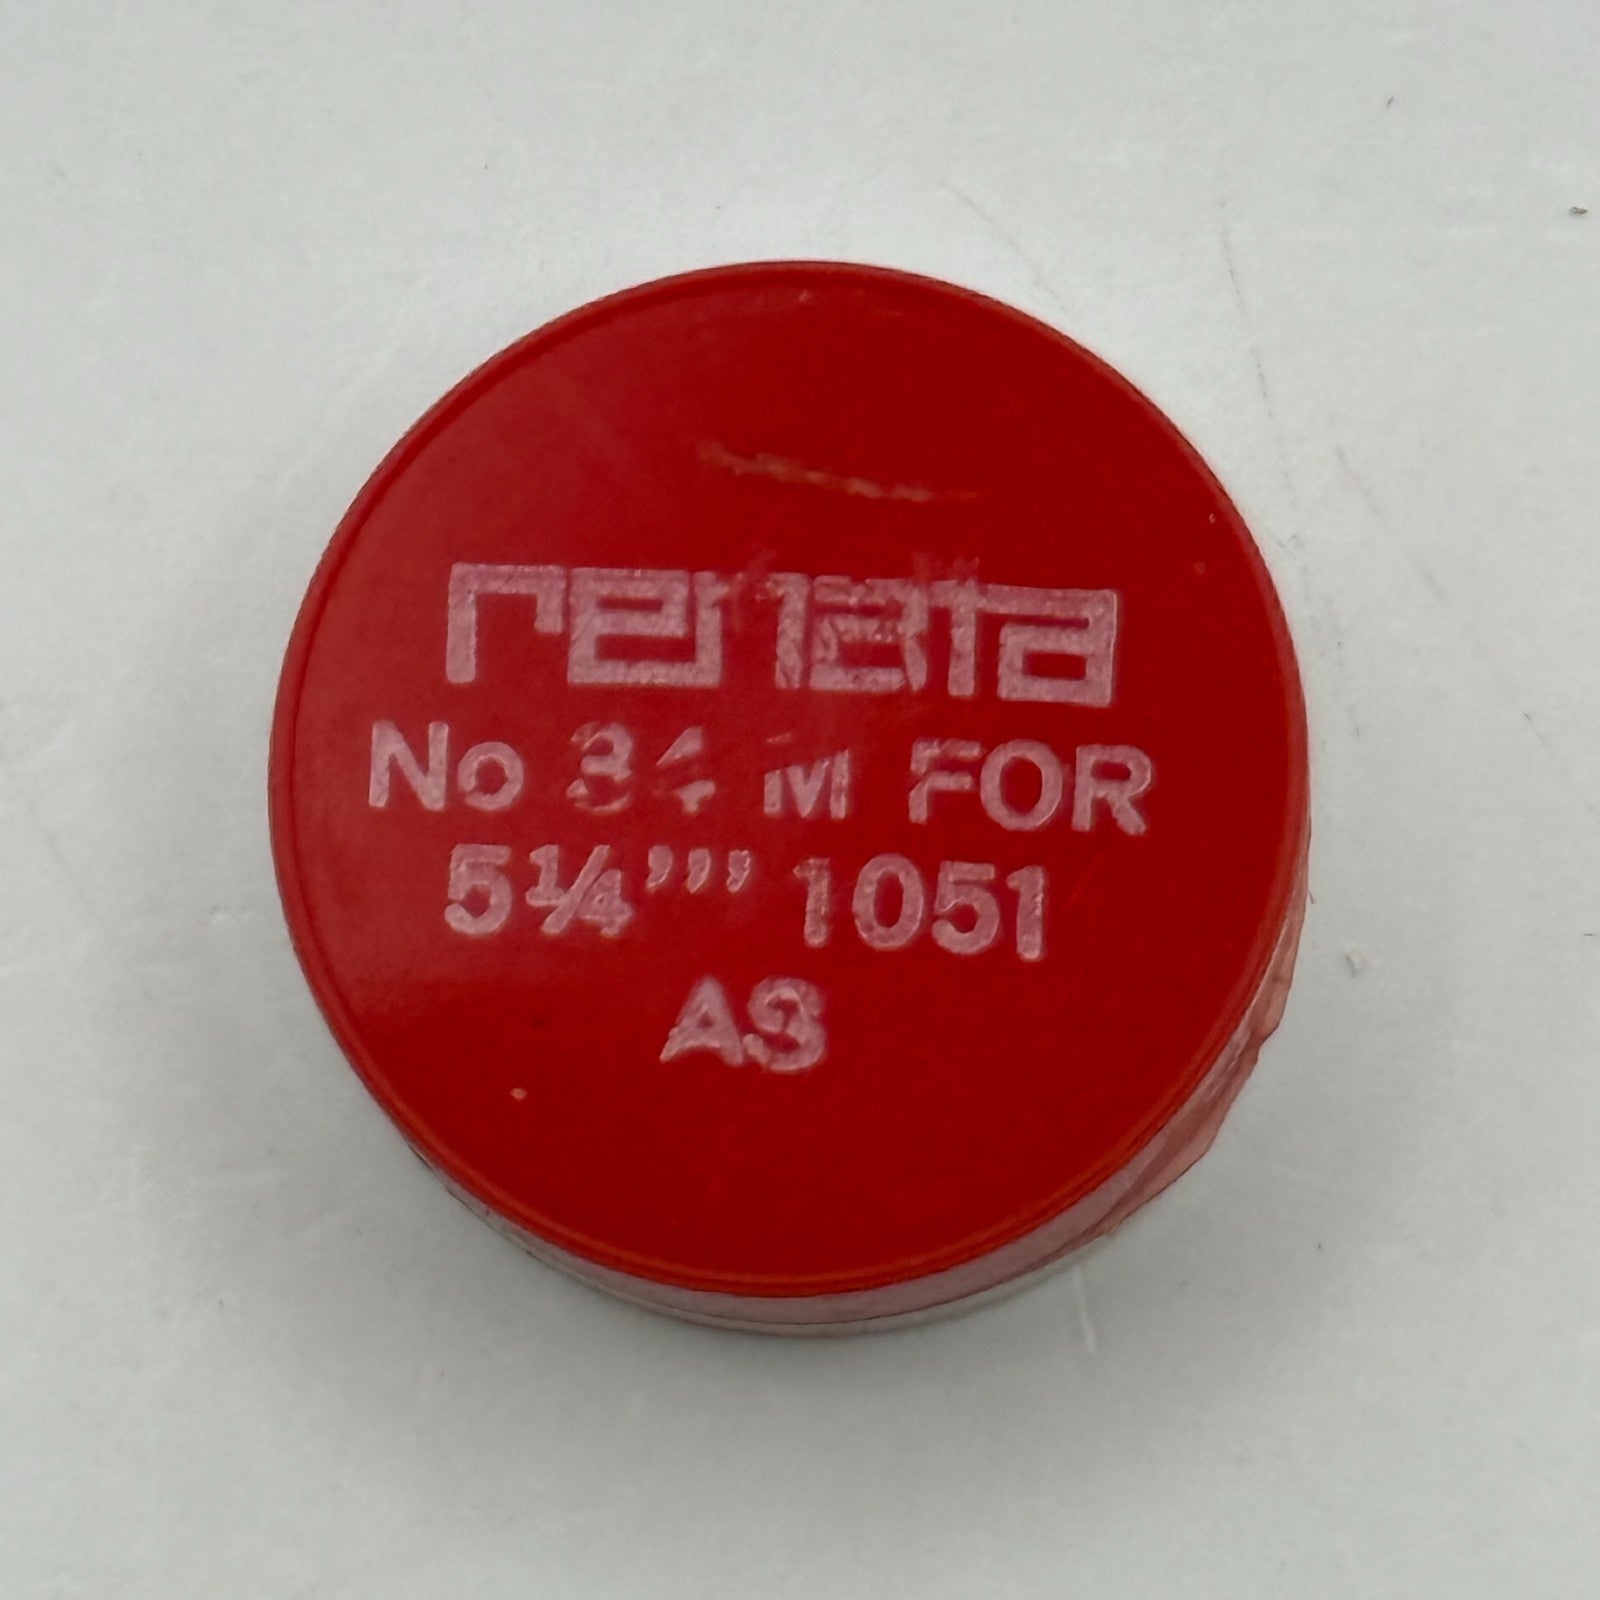 renata
No 34 M FOR
5¼''' 1051
AS